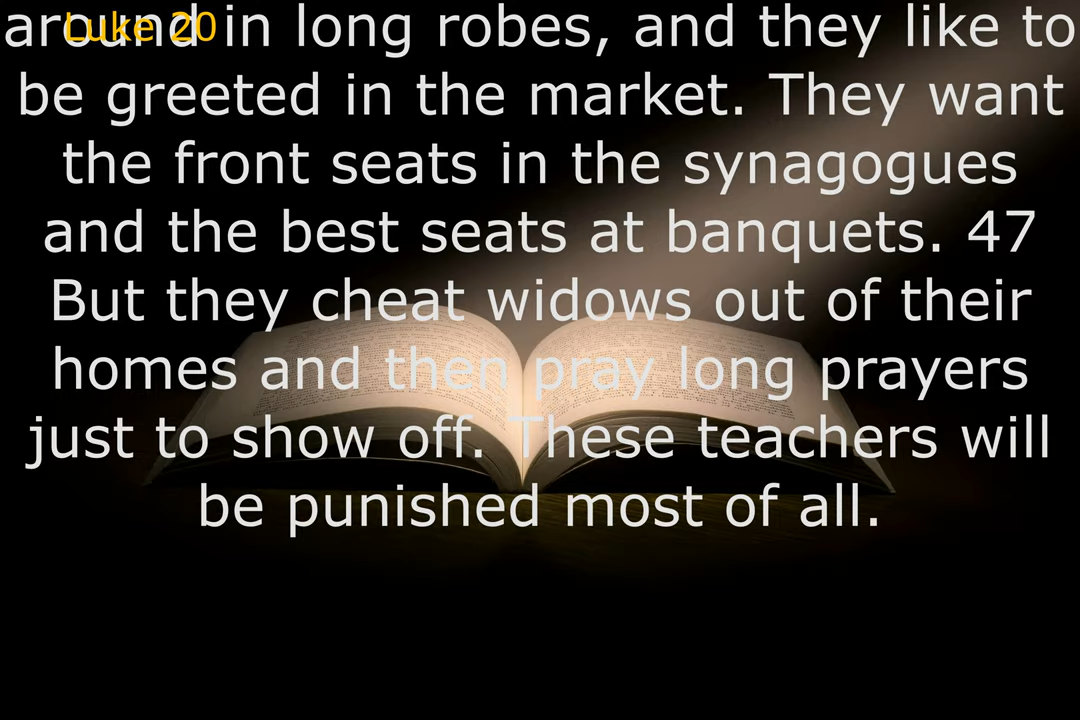 Luke 20
around in long robes, and they like to
be greeted in the market. They want
the front seats in the synagogues
and the best seats at banquets. 47
But they cheat widows out of their
homes and then pray long prayers
just to show off. These teachers will
be punished most of all.